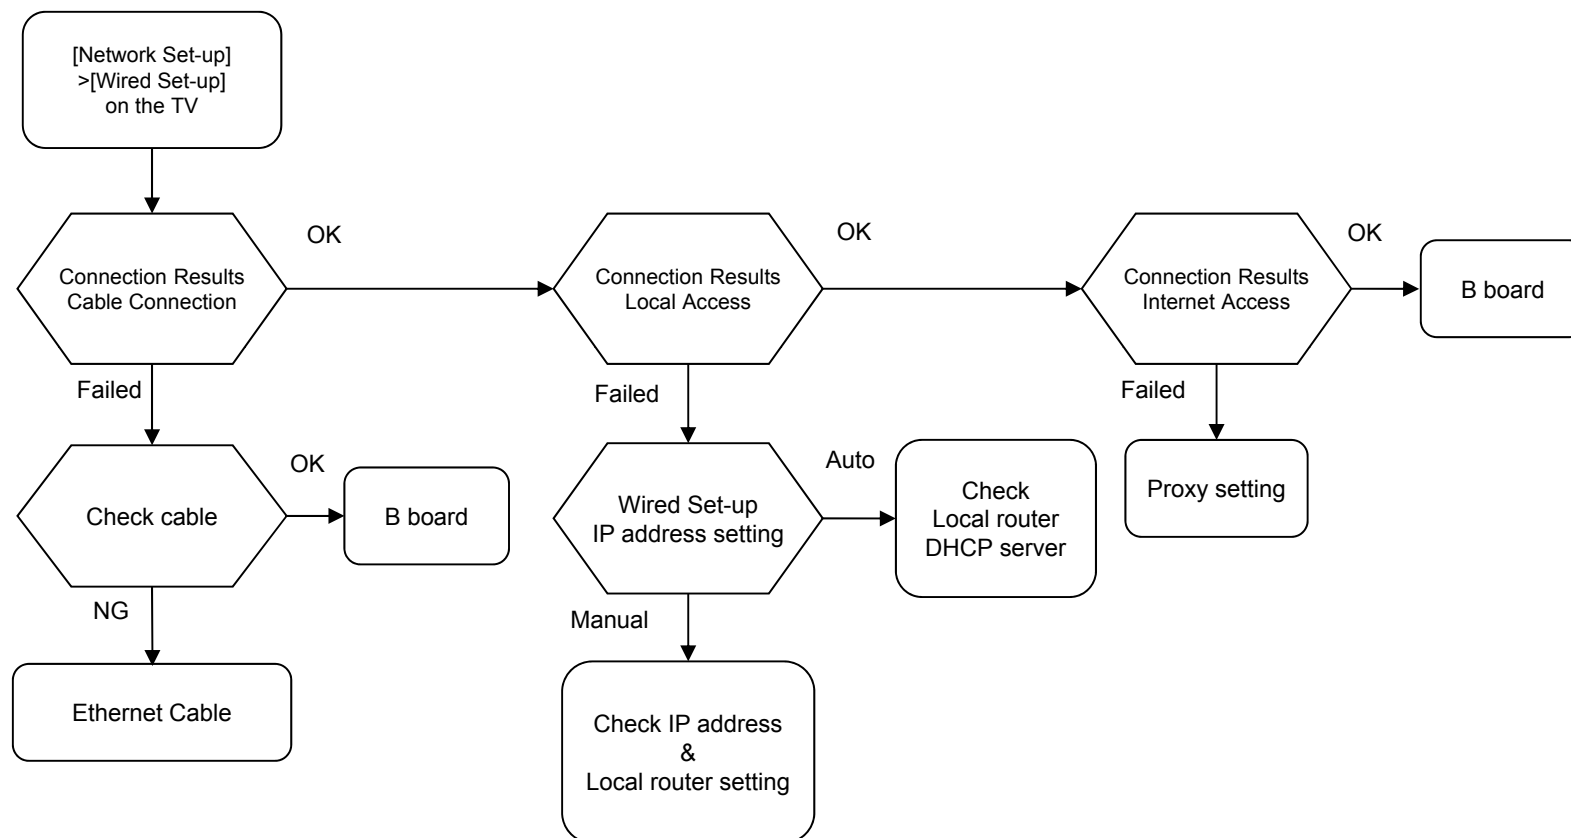 [Network Set-up]
>[Wired Set-up]
on the TV
OK
Connection Results
Cable Connection
OK
Connection Results
Local Access
OK
Connection Results
Internet Access
B board
Failed
Failed
Failed
Check cable
OK
B board
Wired Set-up
IP address setting
Auto
Check
Local router
DHCP server
Proxy setting
NG
Manual
Ethernet Cable
Check IP address
&
Local router setting